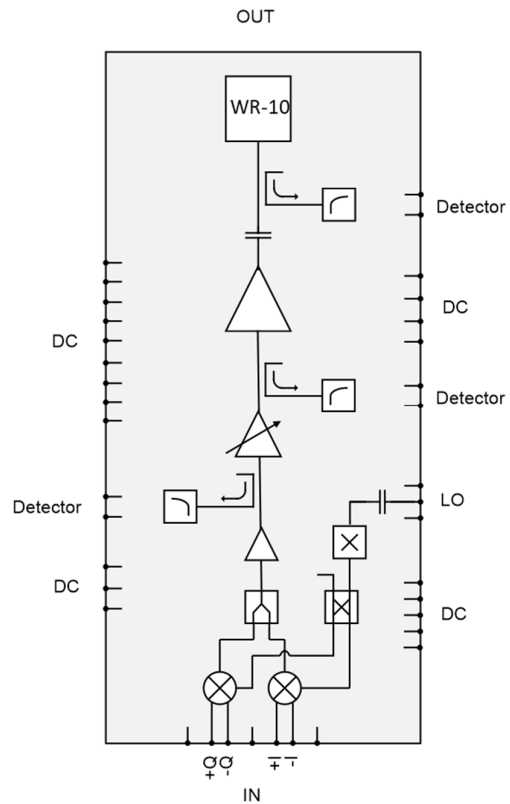 OUT
WR-10
Detector
DC
DC
Detector
Detector
LO
DC
DC
+Q
-Q
+I
-I
IN